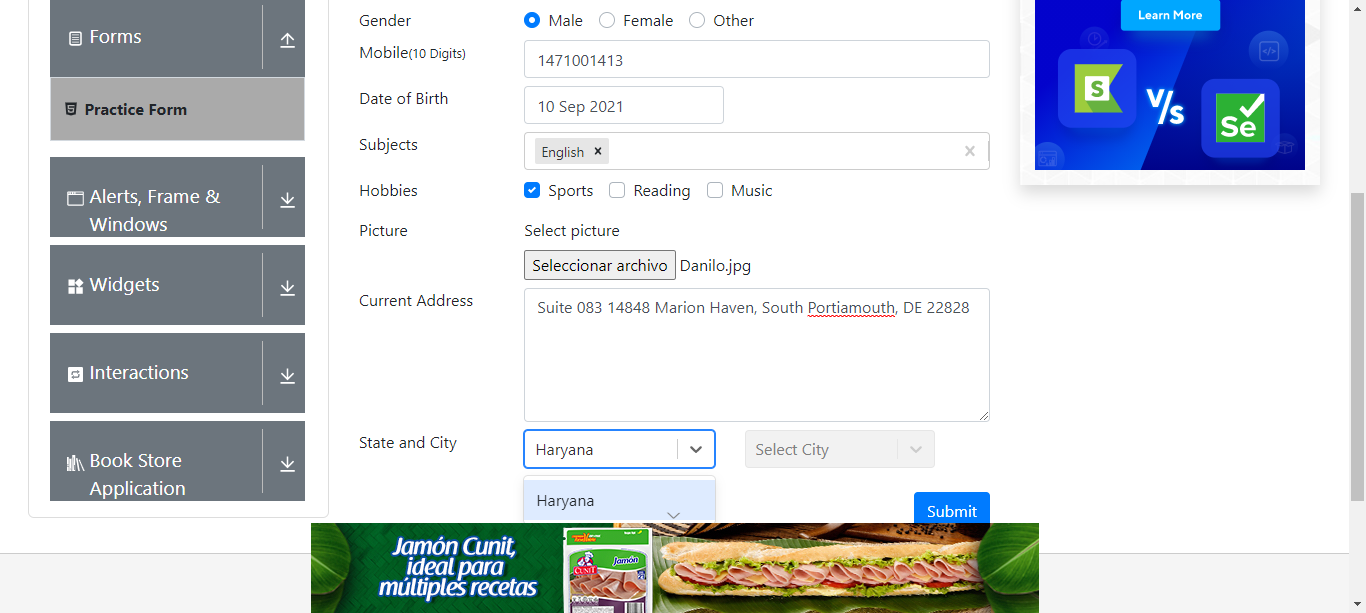 Forms
Practice Form
Alerts, Frame &
Windows
Widgets
Interactions
Book Store
Application
Gender
Male Female Other
Mobile(10 Digits)
1471001413
Date of Birth
10 Sep 2021
Subjects
English ×
Hobbies
Sports Reading Music
Picture
Select picture
Seleccionar archivo Danilo.jpg
Current Address
Suite 083 14848 Marion Haven, South Portiamouth, DE 22828
State and City
Haryana
Select City
Haryana
Submit
Learn More
S
V/s
Se
Jamón Cunit,
ideal para
múltiples recetas
CUNIT
Jamón